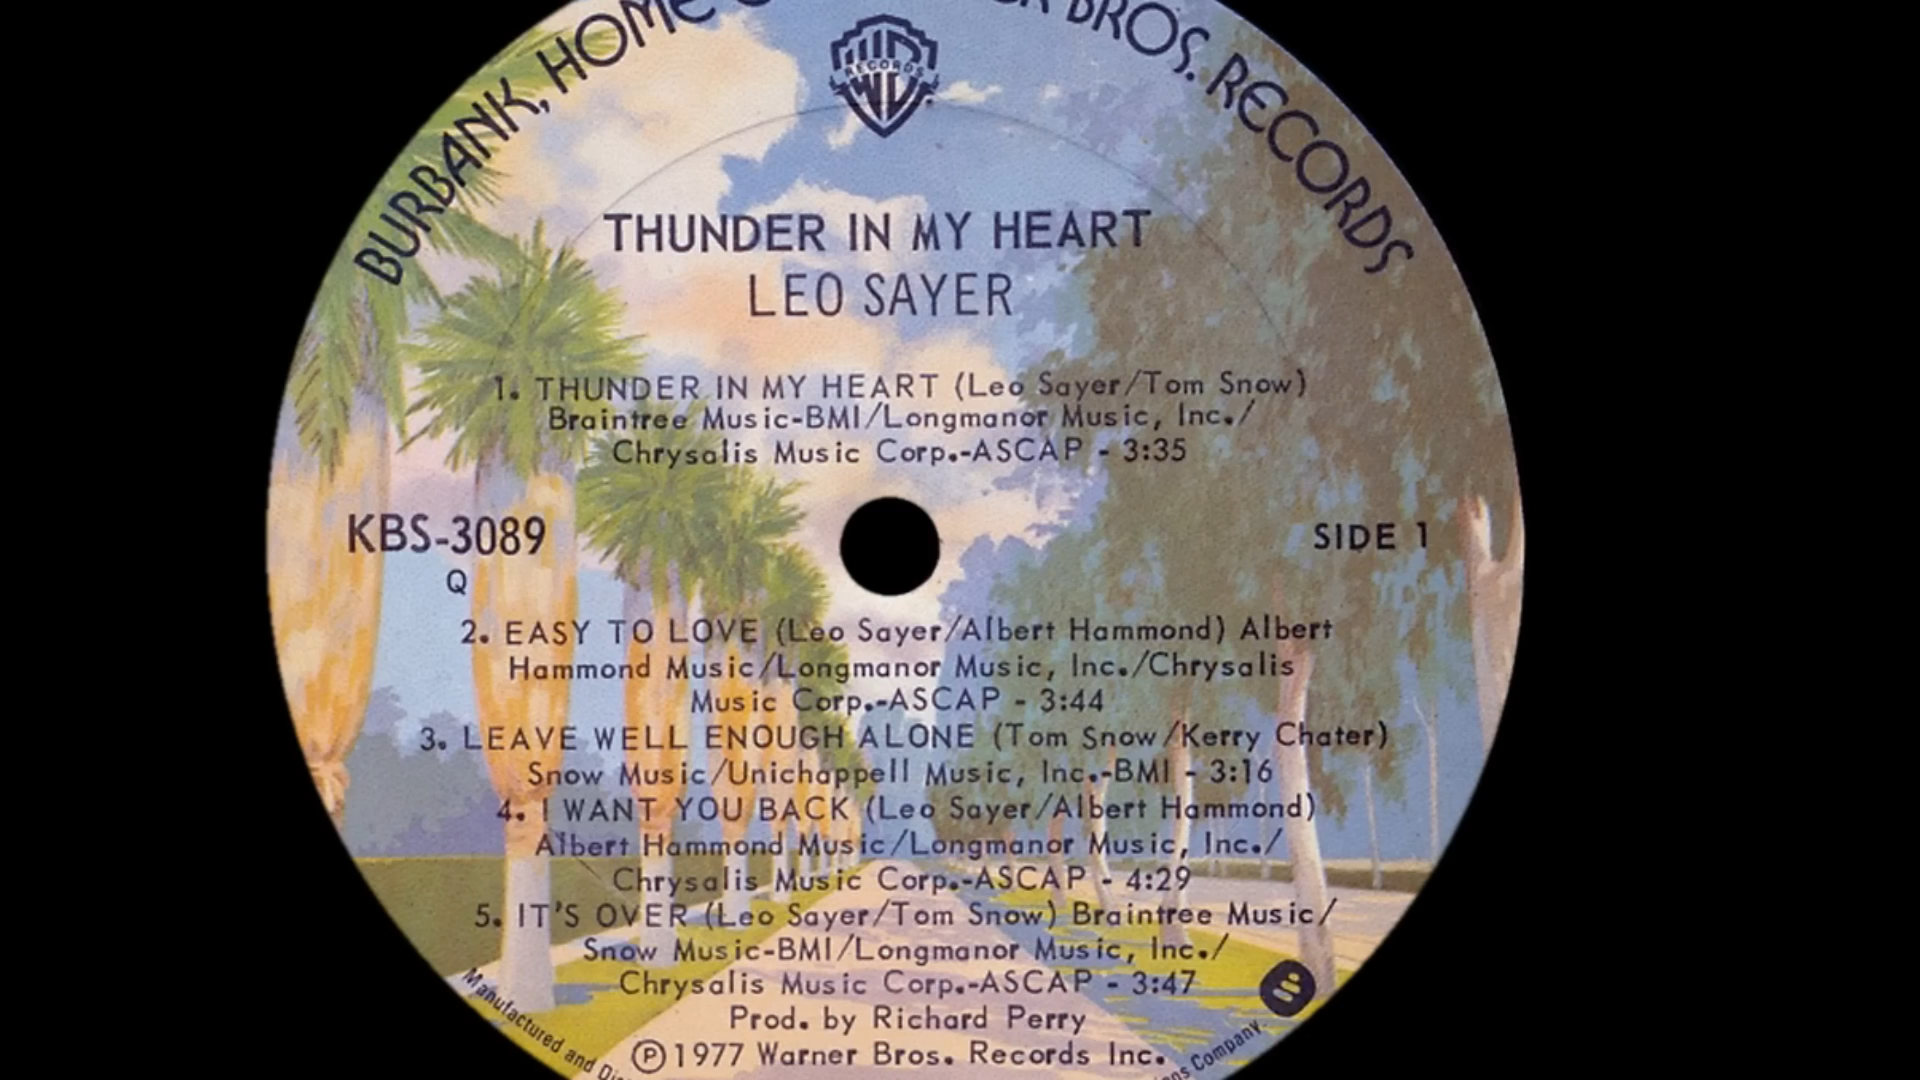 BURBANK, HOME BROS. RECORDS
RECORDS
THUNDER IN MY HEART
LEO SAYER
1. THUNDER IN MY HEART (Leo Sayer/Tom Snow)
Braintree Music-BMI/Longmanor Music, Inc./
Chrysalis Music Corp.-ASCAP - 3:35
KBS-3089
SIDE 1
Q
2. EASY TO LOVE (Leo Sayer/Albert Hammond) Albert
Hammond Music/Longmanor Music, Inc./Chrysalis
Music Corp.-ASCAP - 3:44
3. LEAVE WELL ENOUGH ALONE (Tom Snow/Kerry Chater)
Snow Music/Unichappell Music, Inc.-BMI - 3:16
4. I WANT YOU BACK (Leo Sayer/Albert Hammond)
Albert Hammond Music/Longmanor Music, Inc./
Chrysalis Music Corp.-ASCAP - 4:29
5. IT'S OVER (Leo Sayer/Tom Snow) Braintree Music/
Snow Music-BMI/Longmanor Music, Inc./
Chrysalis Music Corp.-ASCAP - 3:47
Prod. by Richard Perry
Ⓟ1977 Warner Bros. Records Inc.
Manufactured and Company.